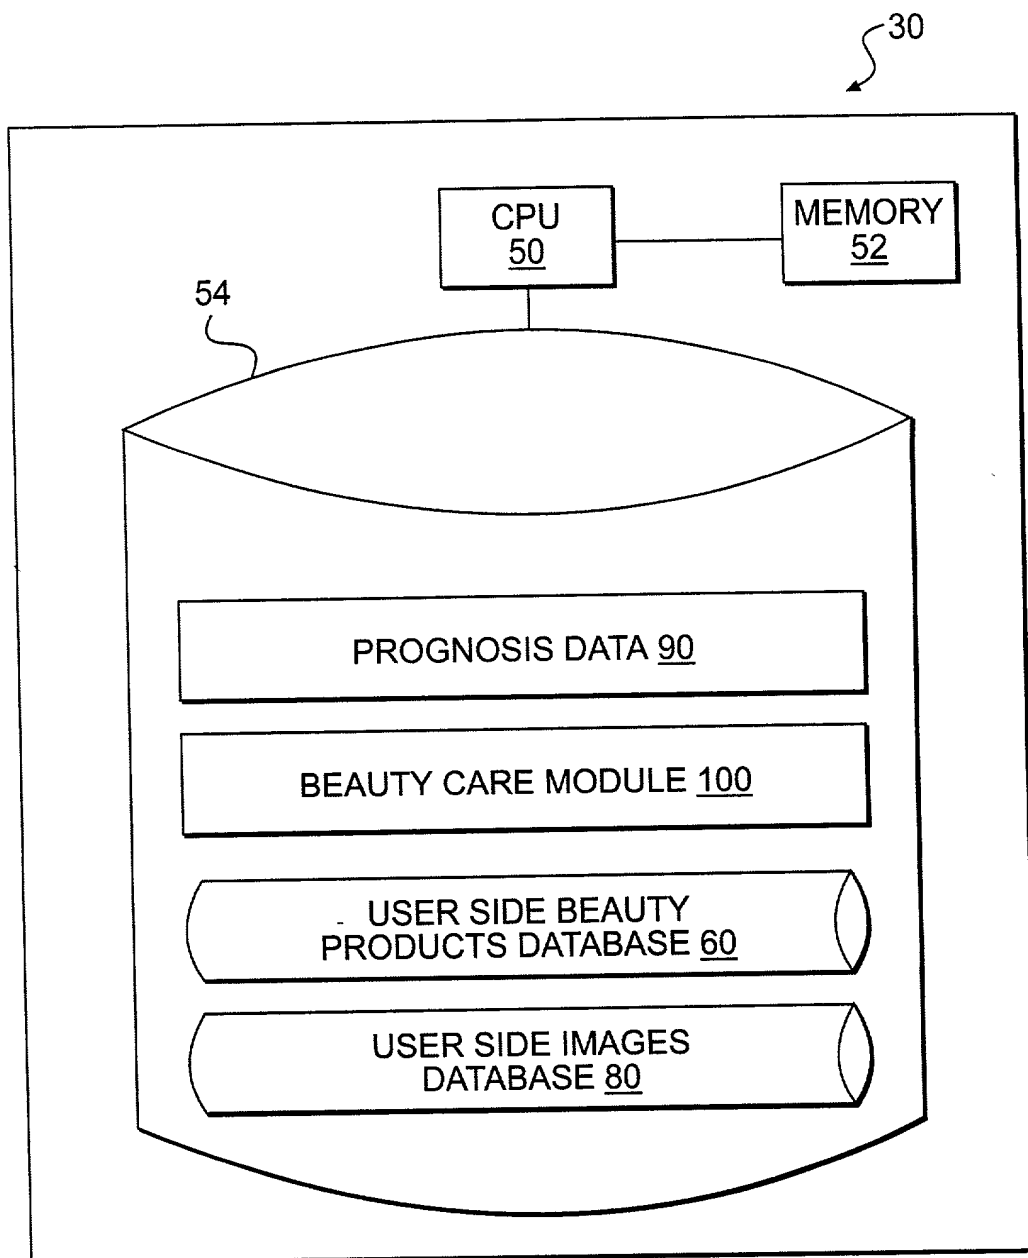 30
CPU
50
MEMORY
52
54
PROGNOSIS DATA 90
BEAUTY CARE MODULE 100
USER SIDE BEAUTY
PRODUCTS DATABASE 60
USER SIDE IMAGES
DATABASE 80